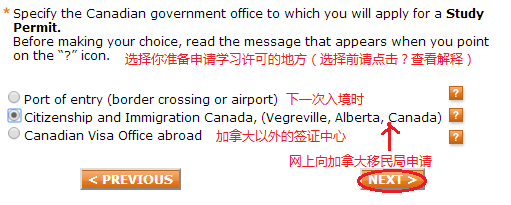 * Specify the Canadian government office to which you will apply for a Study
Permit.
Before making your choice, read the message that appears when you point
on the “?” icon. 选择你准备申请学习许可的地方（选择前请点击？查看解释）
Port of entry (border crossing or airport) 下一次入境时 ?
Citizenship and Immigration Canada, (Vegreville, Alberta, Canada) ?
Canadian Visa Office abroad 加拿大以外的签证中心 ?
网上向加拿大移民局申请
< PREVIOUS NEXT >